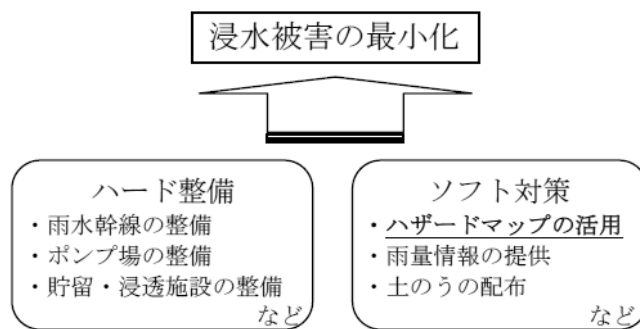 浸水被害の最小化
ハード整備
・雨水幹線の整備
・ポンプ場の整備
・貯留・浸透施設の整備
など
ソフト対策
・ハザードマップの活用
・雨量情報の提供
・土のうの配布
など